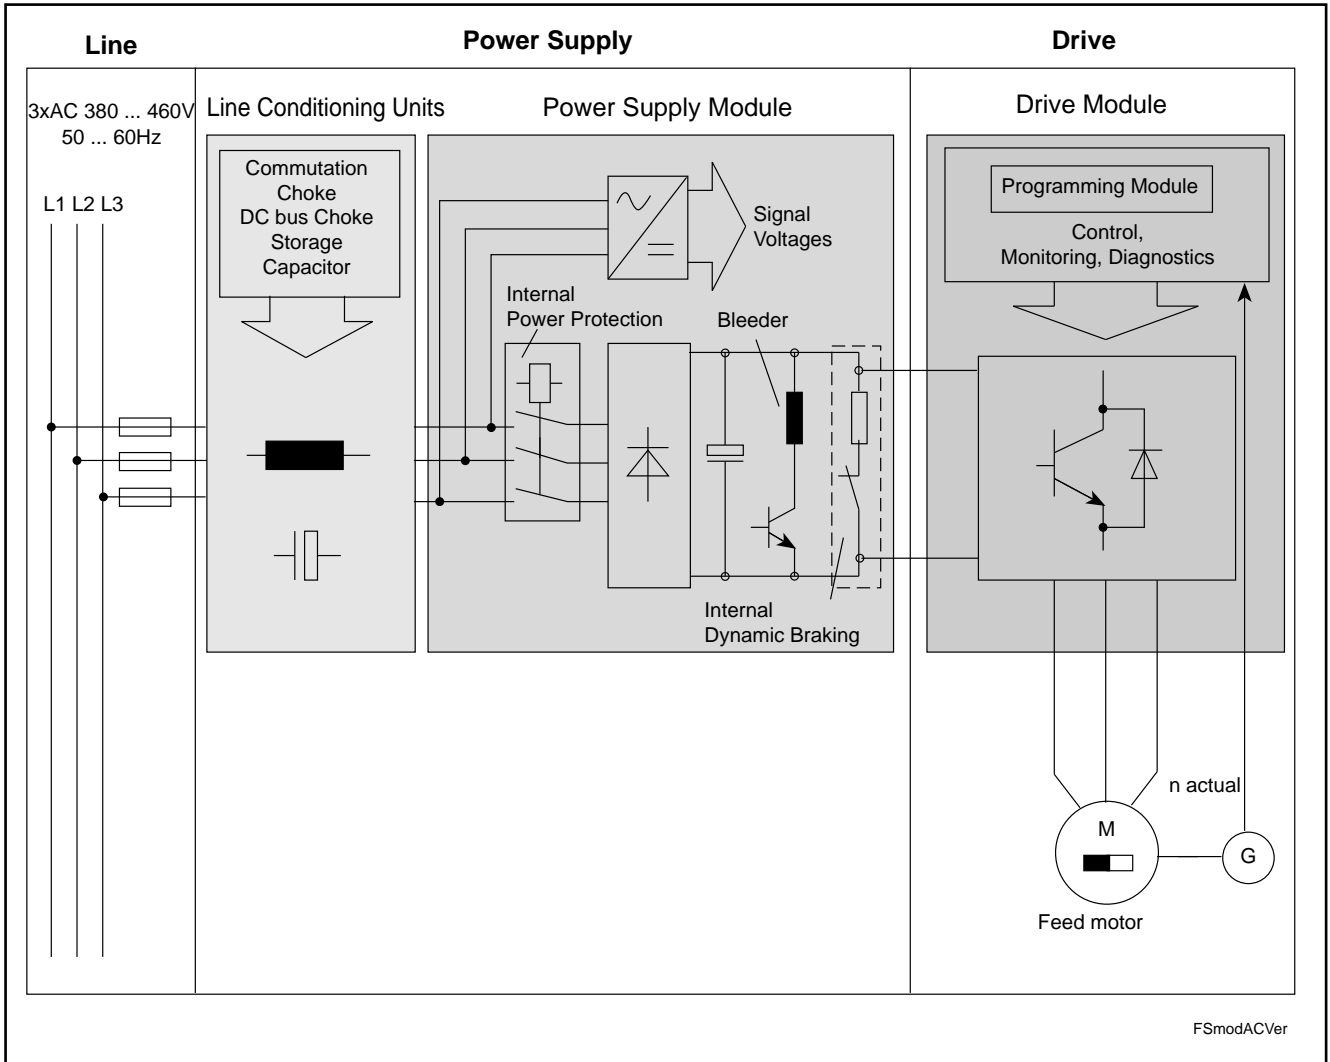 Line
Power Supply
Drive
3xAC 380 ... 460V
50 ... 60Hz
L1 L2 L3
Line Conditioning Units
Commutation
Choke
DC bus Choke
Storage
Capacitor
Power Supply Module
Signal
Voltages
Internal
Power Protection
Bleeder
Internal
Dynamic Braking
Drive Module
Programming Module
Control,
Monitoring, Diagnostics
n actual
M
G
Feed motor
FSmodACVer